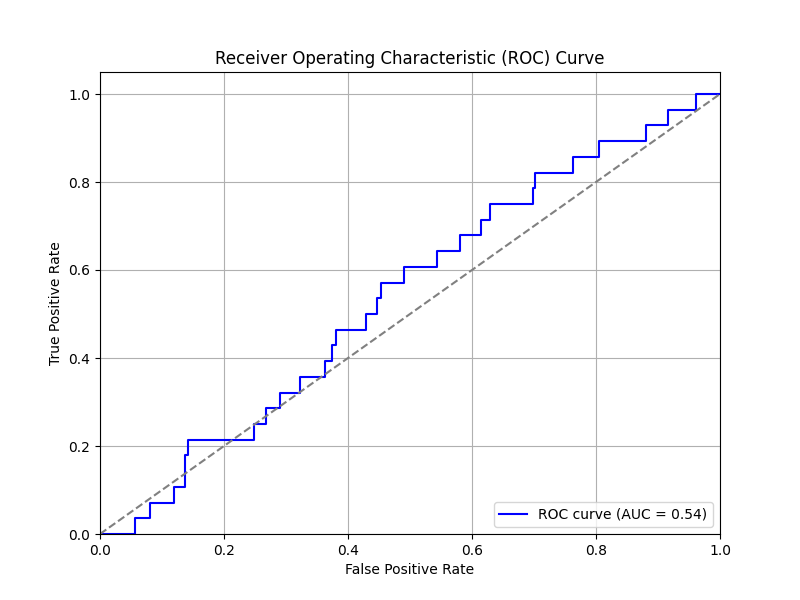 Receiver Operating Characteristic (ROC) Curve
1.0
0.8
0.6
0.4
0.2
0.0
True Positive Rate
ROC curve (AUC = 0.54)
0.0 0.2 0.4 0.6 0.8 1.0
False Positive Rate